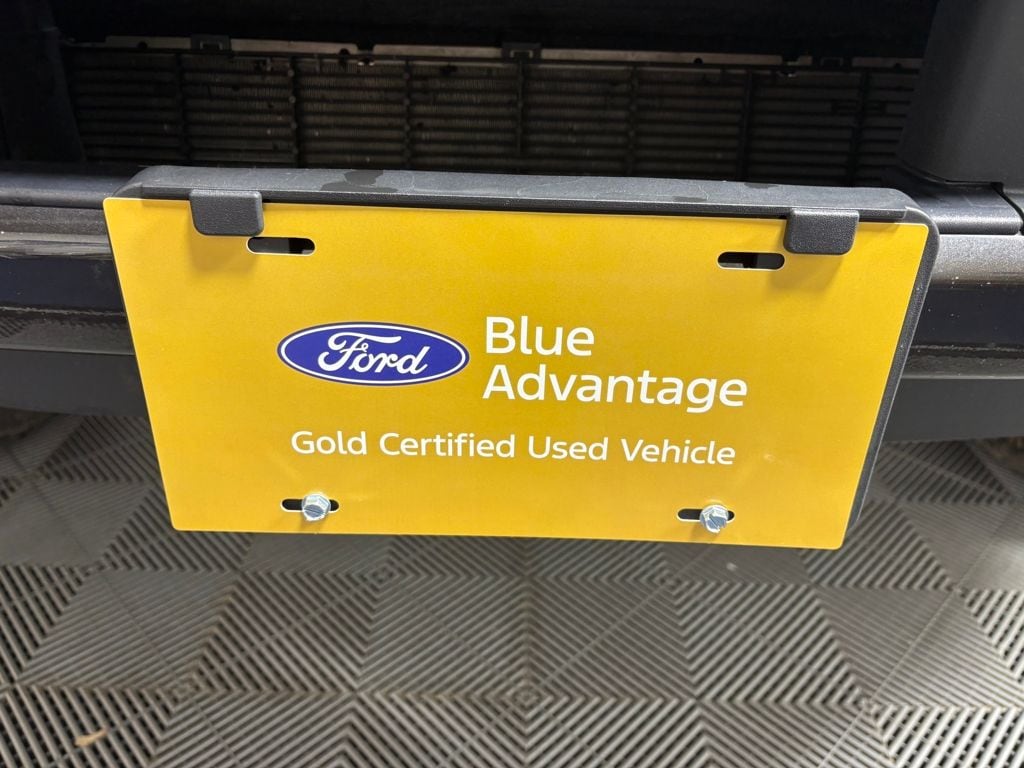 Ford
Blue
Advantage
Gold Certified Used Vehicle